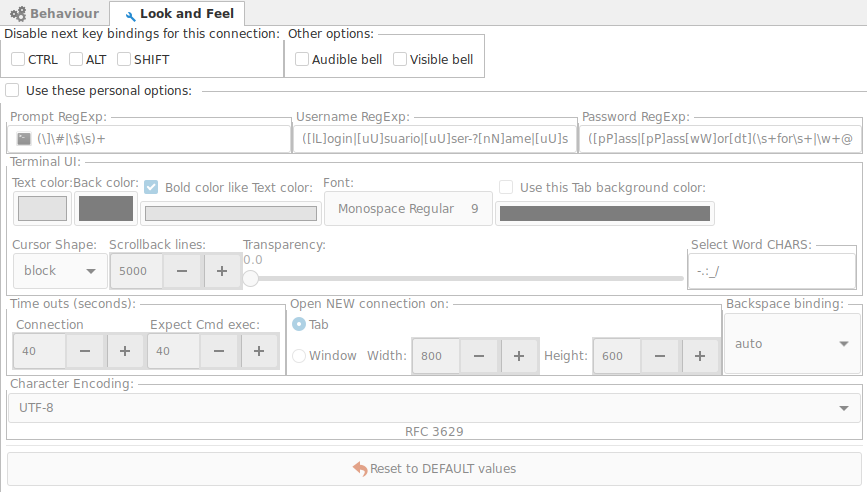 Behaviour Look and Feel
Disable next key bindings for this connection: Other options:
CTRL ALT SHIFT Audible bell Visible bell
Use these personal options:
Prompt RegExp: Username RegExp: Password RegExp:
(\]\#|\$\s)+ ([lL]ogin|[uU]suario|[uU]ser-?[nN]ame|[uU]s ([pP]ass|[pP]ass[wW]or[dt](\s+for\s+|\w+@
Terminal UI:
Text color: Back color: Bold color like Text color: Font: Use this Tab background color:
Monospace Regular 9
Cursor Shape: Scrollback lines: Transparency: Select Word CHARS:
0.0
block 5000 − + -.:_/
Time outs (seconds): Open NEW connection on: Backspace binding:
Connection Expect Cmd exec: Tab
40 − + 40 − + Window Width: 800 − + Height: 600 − + auto
Character Encoding:
UTF-8
RFC 3629
Reset to DEFAULT values